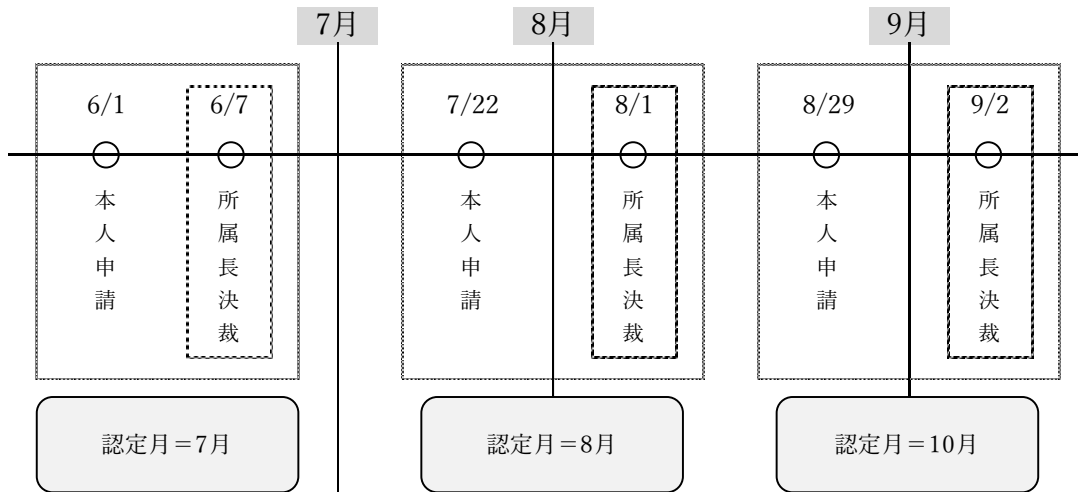 7月
8月
9月
6/1
6/7
7/22
8/1
8/29
9/2
本人申請
所属長決裁
本人申請
所属長決裁
本人申請
所属長決裁
認定月＝7月
認定月＝8月
認定月＝10月